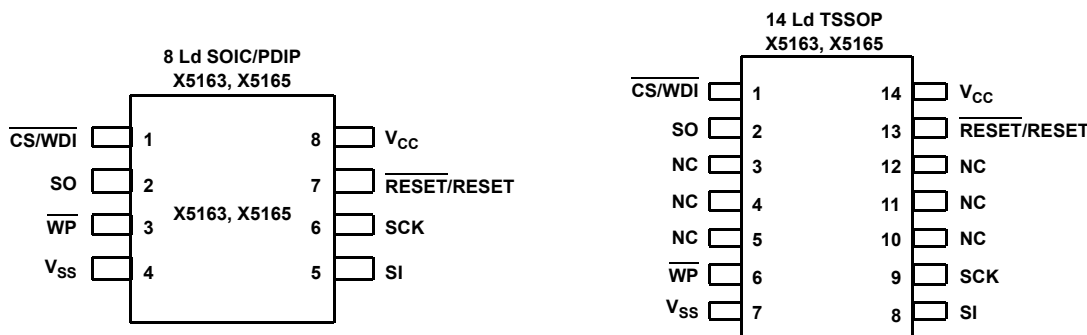 8 Ld SOIC/PDIP
X5163, X5165
CS/WDI 1 8 VCC
SO 2 7 RESET/RESET
X5163, X5165
WP 3 6 SCK
VSS 4 5 SI
14 Ld TSSOP
X5163, X5165
CS/WDI 1 14 VCC
SO 2 13 RESET/RESET
NC 3 12 NC
NC 4 11 NC
NC 5 10 NC
WP 6 9 SCK
VSS 7 8 SI